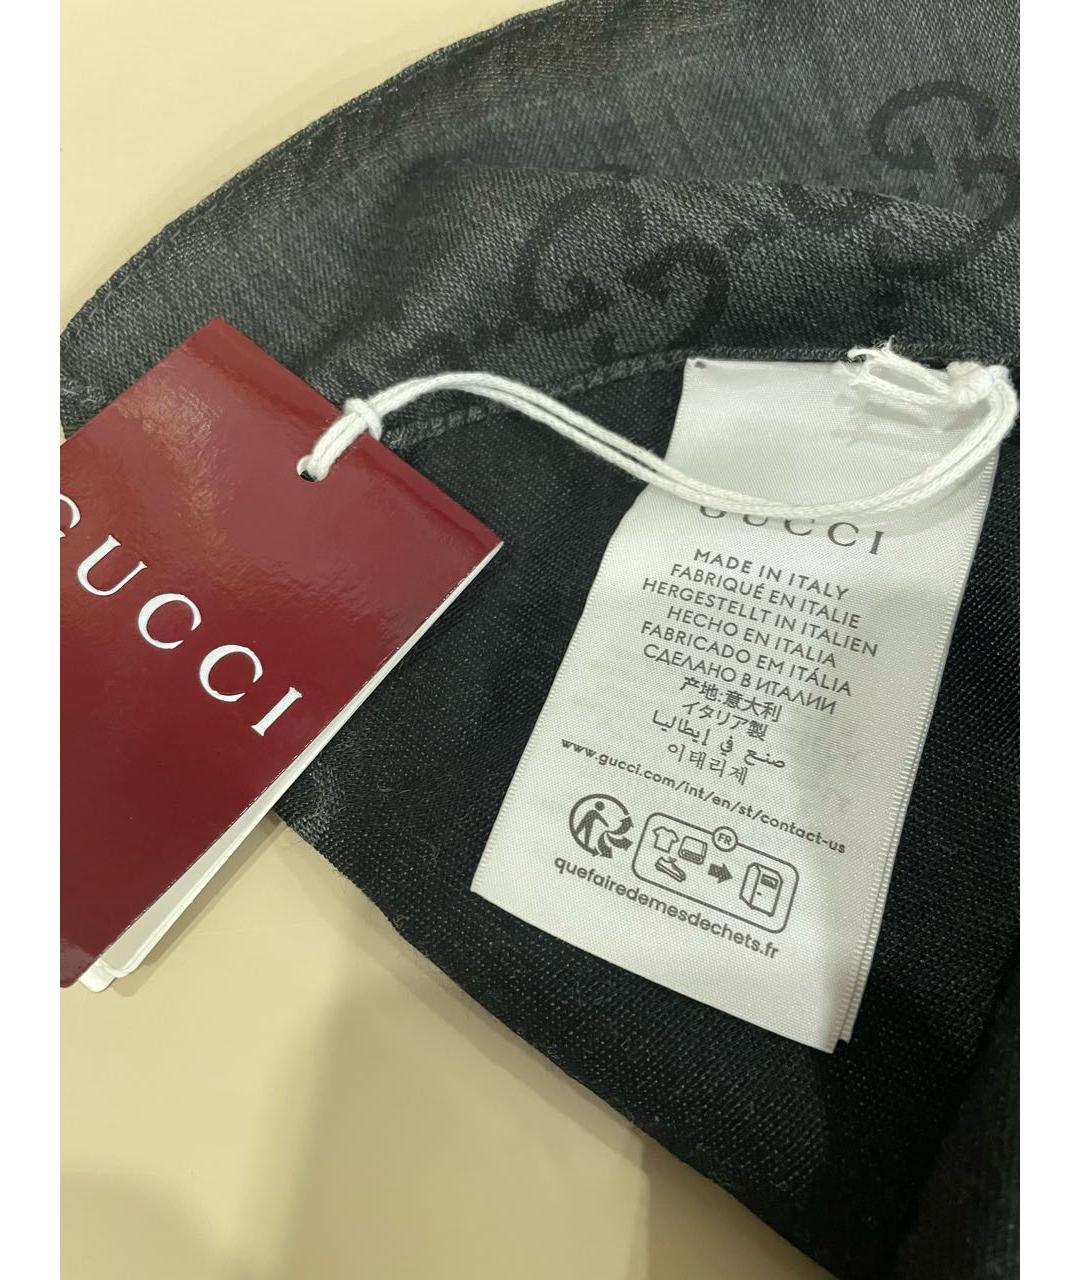 GUCCI
GUCCI
MADE IN ITALY
FABRIQUÉ EN ITALIE
HERGESTELLT IN ITALIEN
HECHO EN ITALIA
FABRICADO EM ITÁLIA
СДЕЛАНО В ИТАЛИИ
产地:意大利
イタリア製
صنع في إيطاليا
이태리제
www.gucci.com/int/en/st/contact-us
FR
quefairedemesdechets.fr